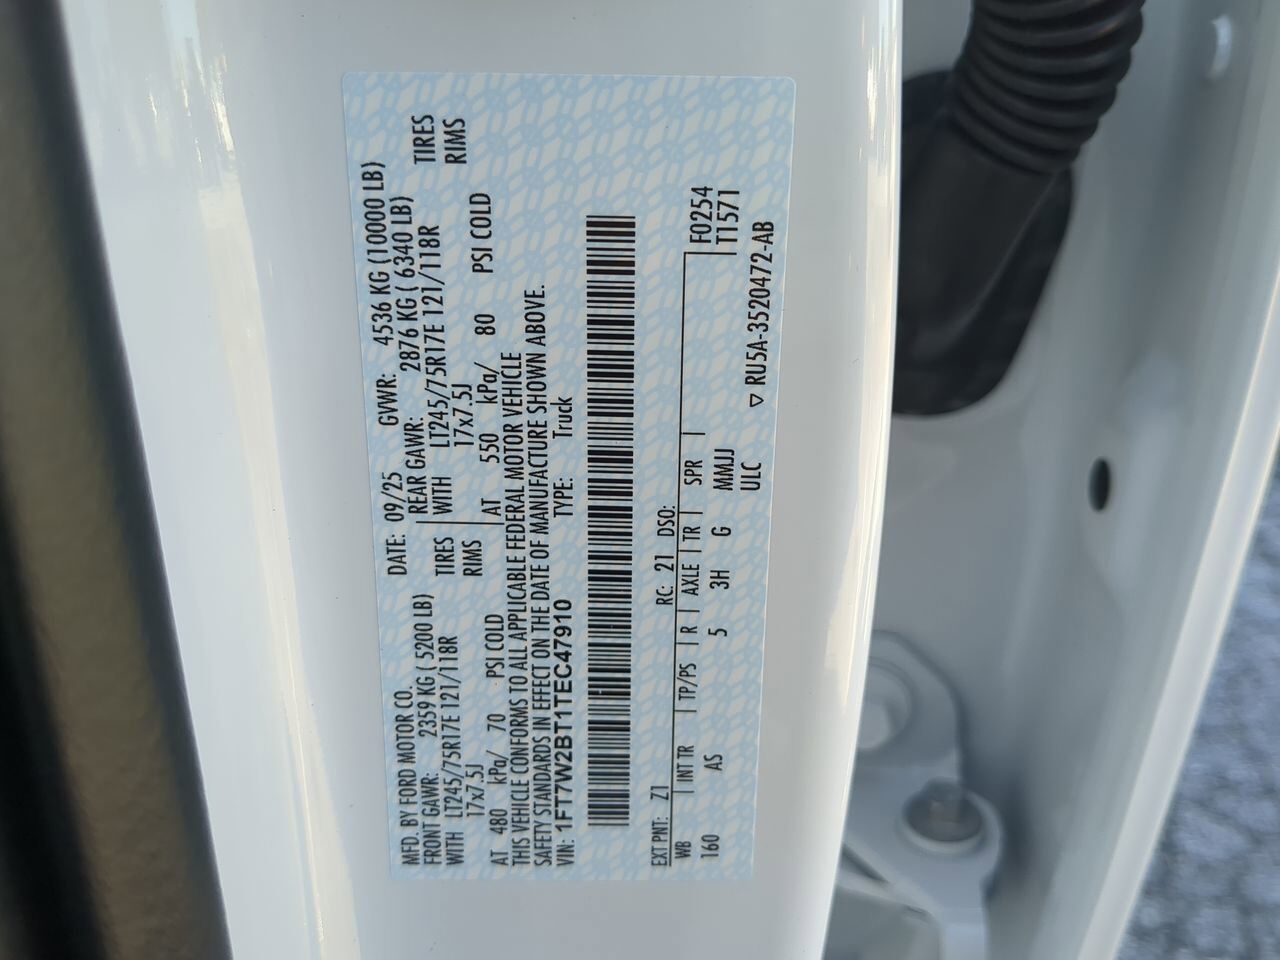 MFD. BY FORD MOTOR CO. DATE: 09/25 GVWR: 4536 KG (10000 LB)
FRONT GAWR: 2359 KG ( 5200 LB) REAR GAWR: 2876 KG ( 6340 LB)
WITH LT245/75R17E 121/118R TIRES WITH LT245/75R17E 121/118R TIRES
17x7.5J RIMS 17x7.5J RIMS
AT 480 kPa/ 70 PSI COLD AT 550 kPa/ 80 PSI COLD
THIS VEHICLE CONFORMS TO ALL APPLICABLE FEDERAL MOTOR VEHICLE
SAFETY STANDARDS IN EFFECT ON THE DATE OF MANUFACTURE SHOWN ABOVE.
VIN: 1FT7W2BT1TEC47910 TYPE: Truck
EXT PNT: Z1 RC: 21 DSO:
WB INT TR TP/PS R AXLE TR SPR F0254
160 AS 5 3H G MMJJ T1571
ULC
▽ RU5A-3520472-AB